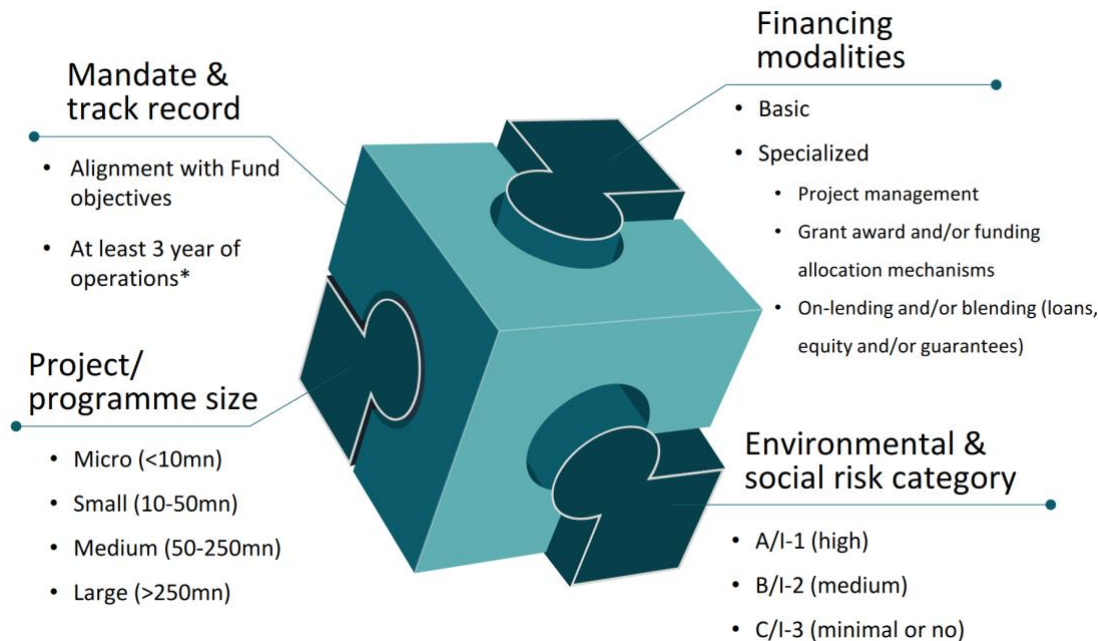 Mandate &
track record
• Alignment with Fund
objectives
• At least 3 year of
operations*
Financing
modalities
• Basic
• Specialized
• Project management
• Grant award and/or funding
allocation mechanisms
• On-lending and/or blending (loans,
equity and/or guarantees)
Project/
programme size
• Micro (<10mn)
• Small (10-50mn)
• Medium (50-250mn)
• Large (>250mn)
Environmental &
social risk category
• A/I-1 (high)
• B/I-2 (medium)
• C/I-3 (minimal or no)